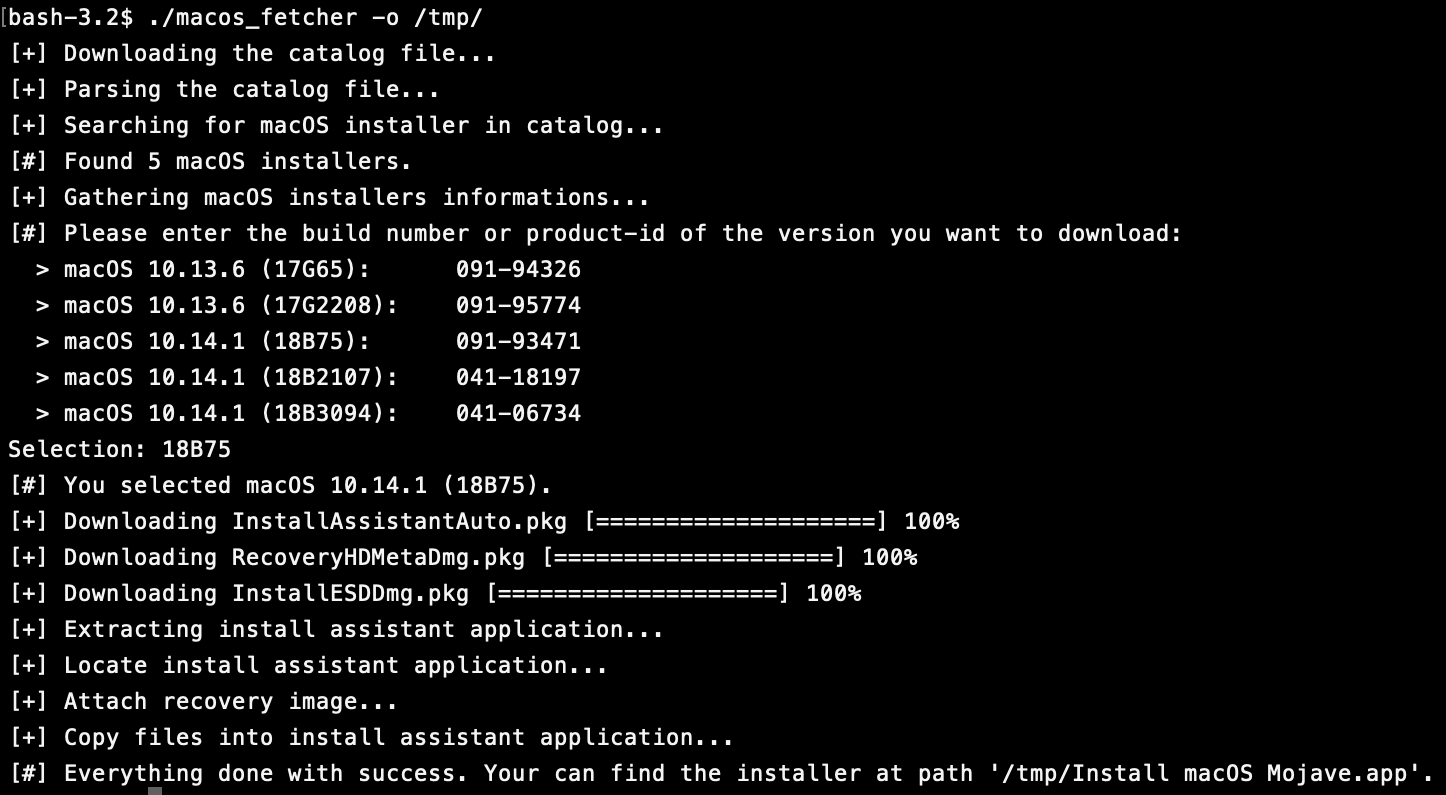 [bash-3.2$ ./macos_fetcher -o /tmp/
[+] Downloading the catalog file...
[+] Parsing the catalog file...
[+] Searching for macOS installer in catalog...
[#] Found 5 macOS installers.
[+] Gathering macOS installers informations...
[#] Please enter the build number or product-id of the version you want to download:
  > macOS 10.13.6 (17G65):      091-94326
  > macOS 10.13.6 (17G2208):    091-95774
  > macOS 10.14.1 (18B75):      091-93471
  > macOS 10.14.1 (18B2107):    041-18197
  > macOS 10.14.1 (18B3094):    041-06734
Selection: 18B75
[#] You selected macOS 10.14.1 (18B75).
[+] Downloading InstallAssistantAuto.pkg [====================] 100%
[+] Downloading RecoveryHDMetaDmg.pkg [====================] 100%
[+] Downloading InstallESDDmg.pkg [====================] 100%
[+] Extracting install assistant application...
[+] Locate install assistant application...
[+] Attach recovery image...
[+] Copy files into install assistant application...
[#] Everything done with success. Your can find the installer at path '/tmp/Install macOS Mojave.app'.